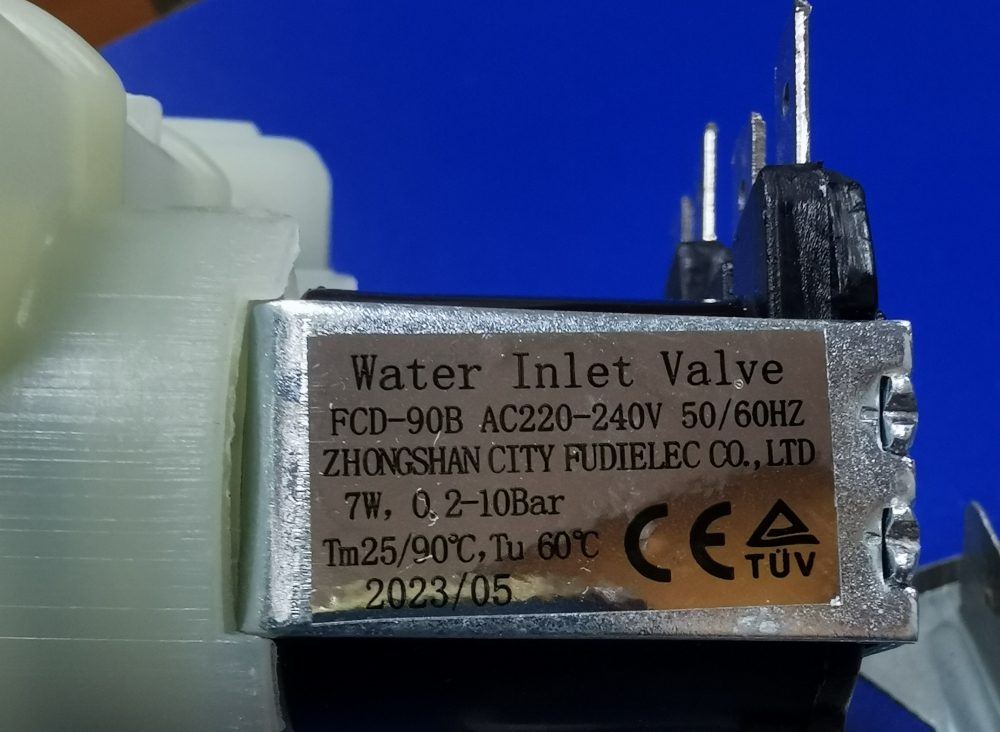 Water Inlet Valve
FCD-90B AC220-240V 50/60HZ
ZHONGSHAN CITY FUDIELEC CO.,LTD
7W, 0.2-10Bar
Tm25/90℃,Tu 60℃
2023/05
CE
TÜV